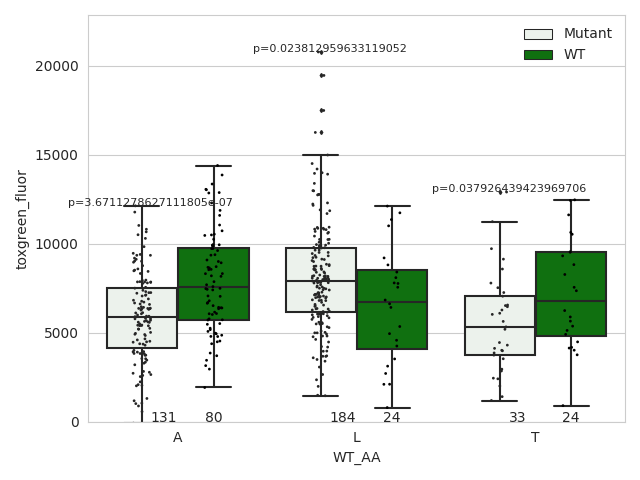 Mutant
WT
p=0.023812959633119052
p=3.6711278627111805e-07
p=0.037926439423969706
20000
15000
10000
5000
0
toxgreen_fluor
131 80 184 24 33 24
A L T
WT_AA